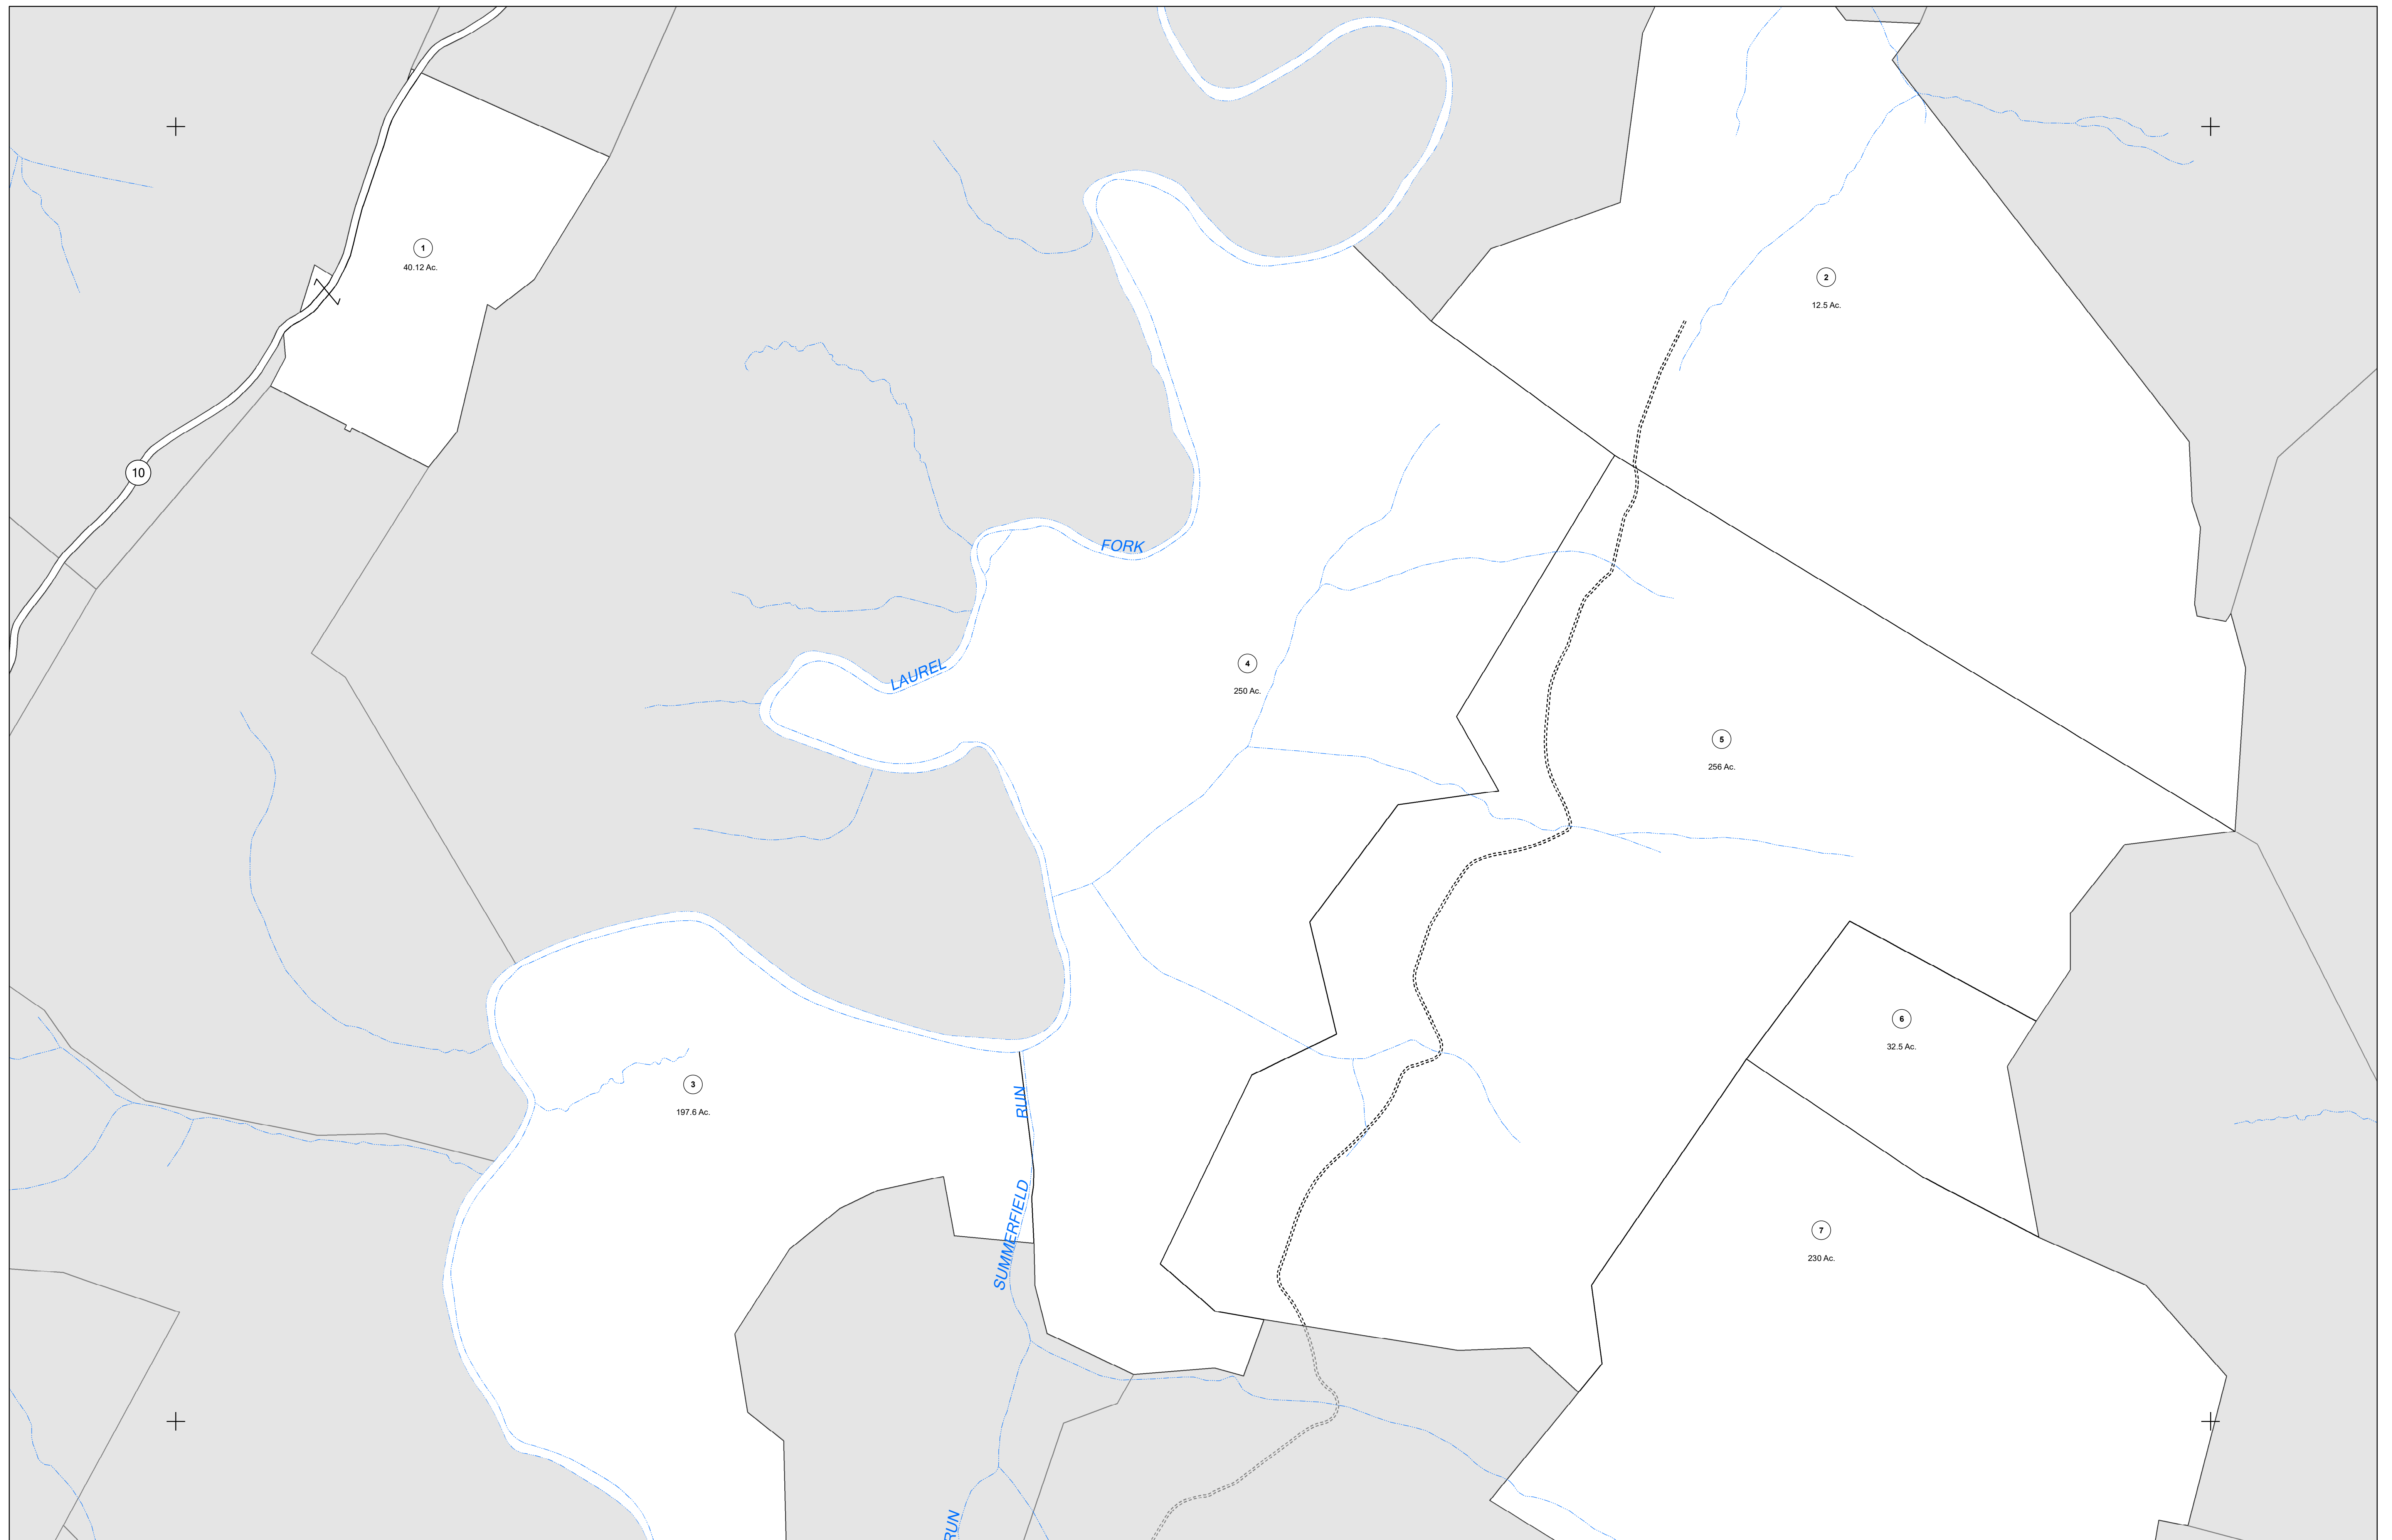 1
40.12 Ac.
2
12.5 Ac.
10
FORK
LAUREL
4
250 Ac.
5
256 Ac.
6
32.5 Ac.
3
197.6 Ac.
RUN
SUMMERFIELD
7
230 Ac.
RUN